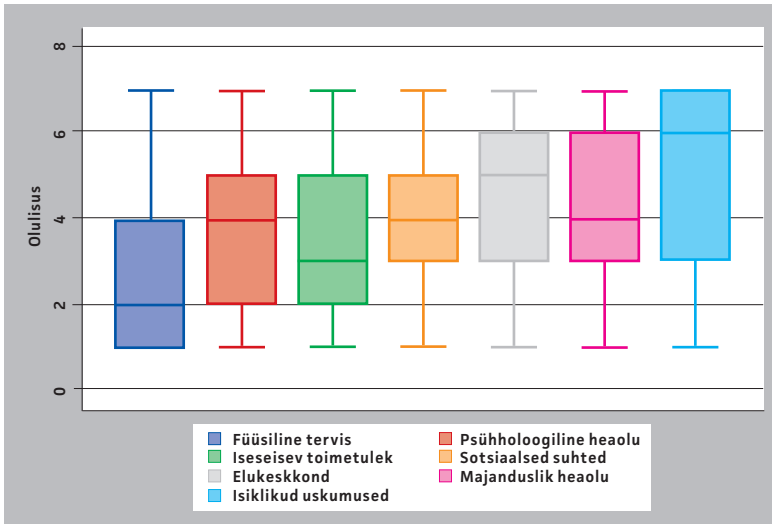 8
6
4
2
0
Olulisus
Füüsiline tervis
Psühholoogiline heaolu
Iseseisev toimetulek
Sotsiaalsed suhted
Elukeskkond
Majanduslik heaolu
Isiklikud uskumused